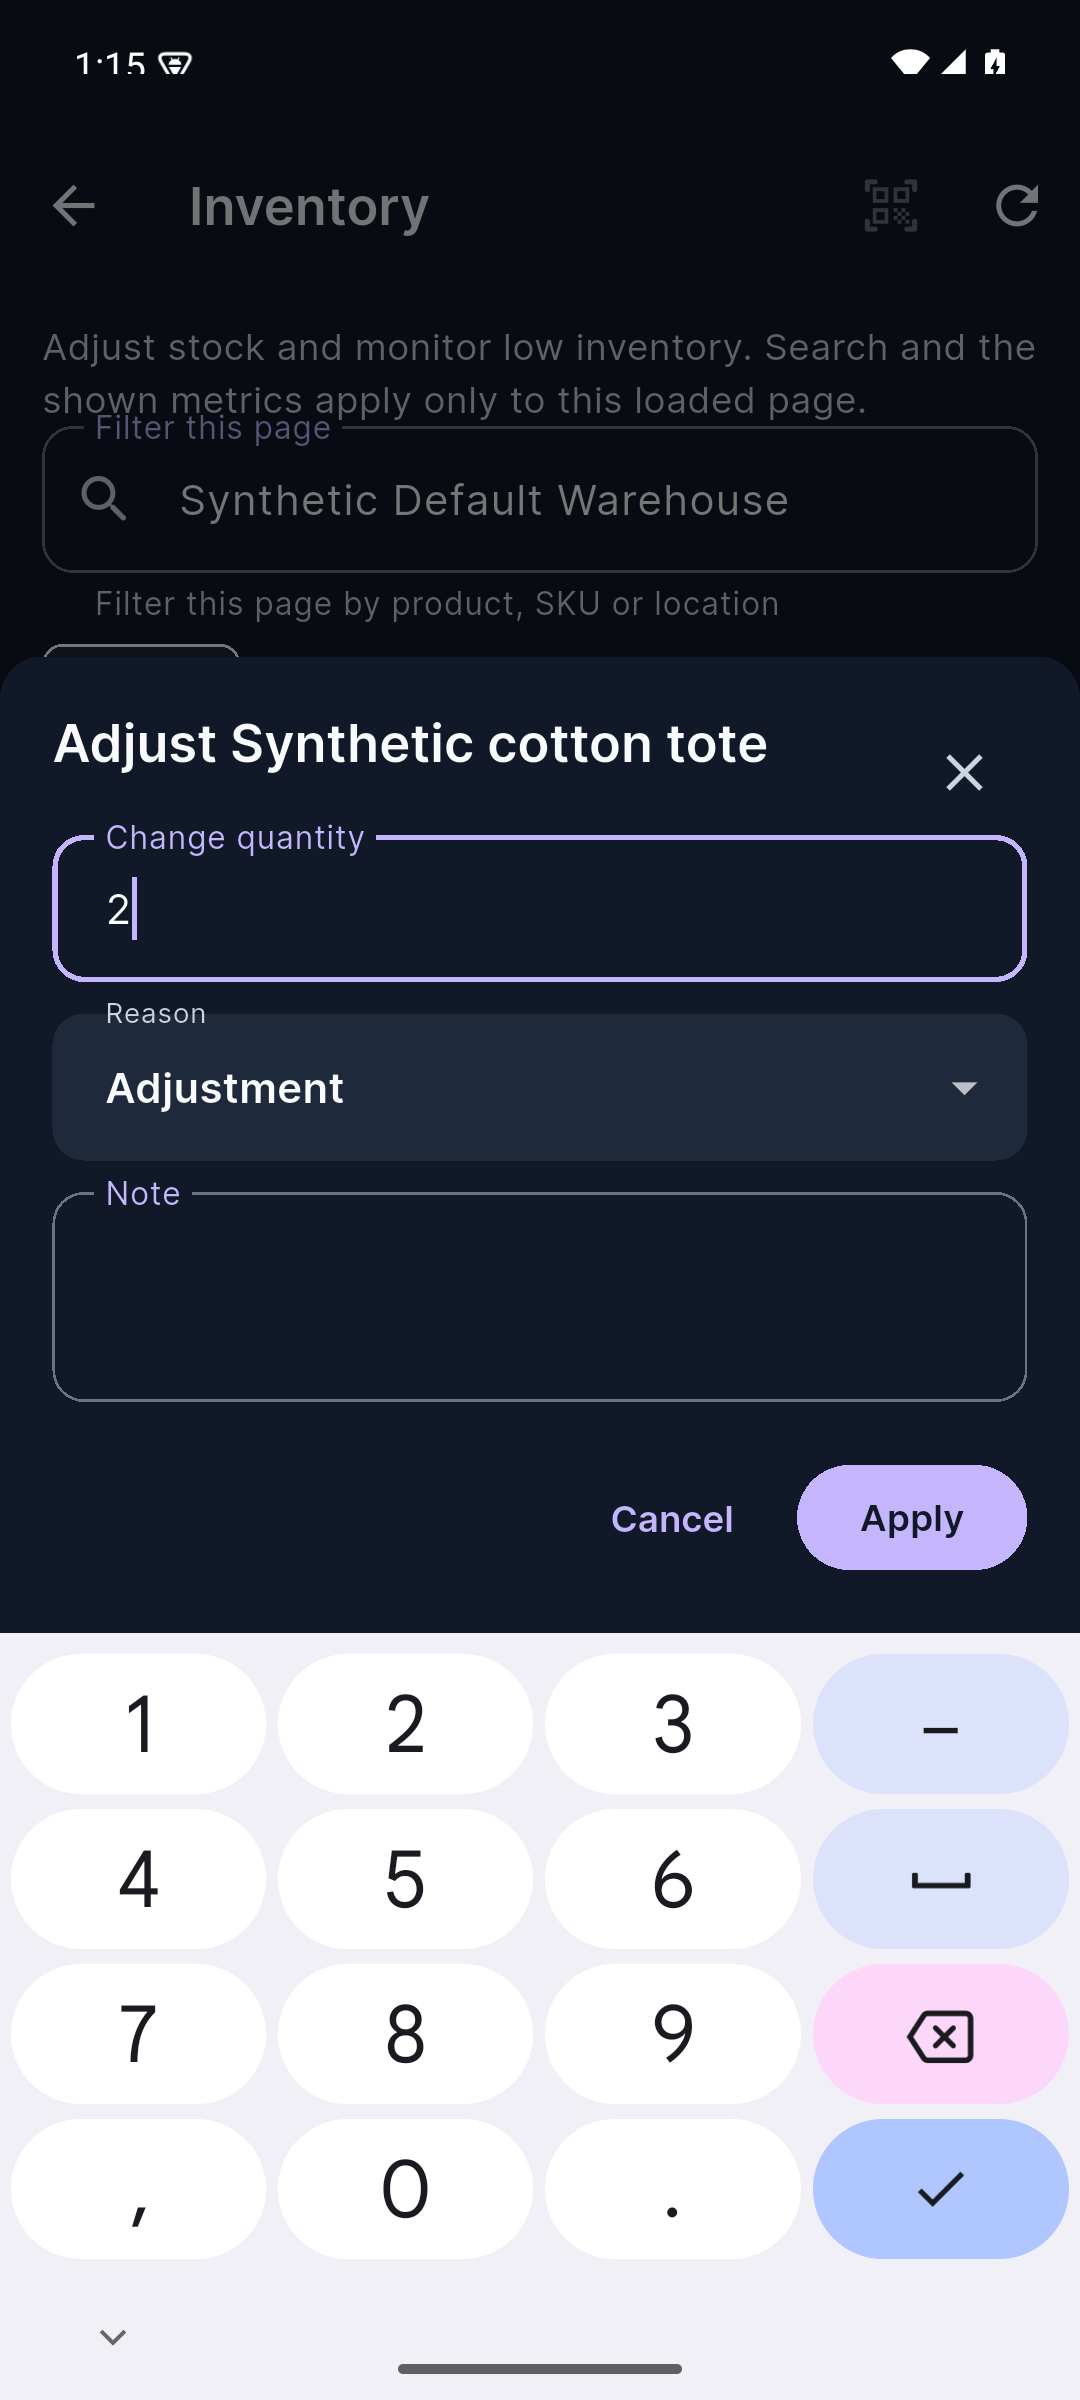 1:15
Inventory
Adjust stock and monitor low inventory. Search and the
shown metrics apply only to this loaded page.
Filter this page
Synthetic Default Warehouse
Filter this page by product, SKU or location
Adjust Synthetic cotton tote
Change quantity
2
Reason
Adjustment
Note
Cancel
Apply
1 2 3 –
4 5 6
7 8 9
, 0 .